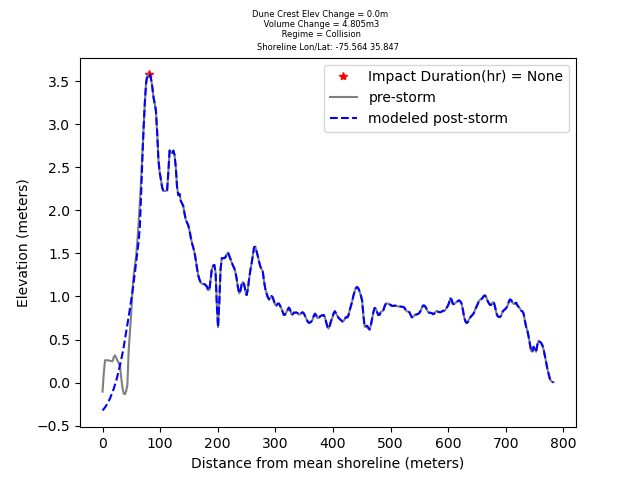 Dune Crest Elev Change = 0.0m
Volume Change = 4.805m3
Regime = Collision
Shoreline Lon/Lat: -75.564 35.847
Impact Duration(hr) = None
pre-storm
modeled post-storm
Elevation (meters)
3.5
3.0
2.5
2.0
1.5
1.0
0.5
0.0
−0.5
0 100 200 300 400 500 600 700 800
Distance from mean shoreline (meters)